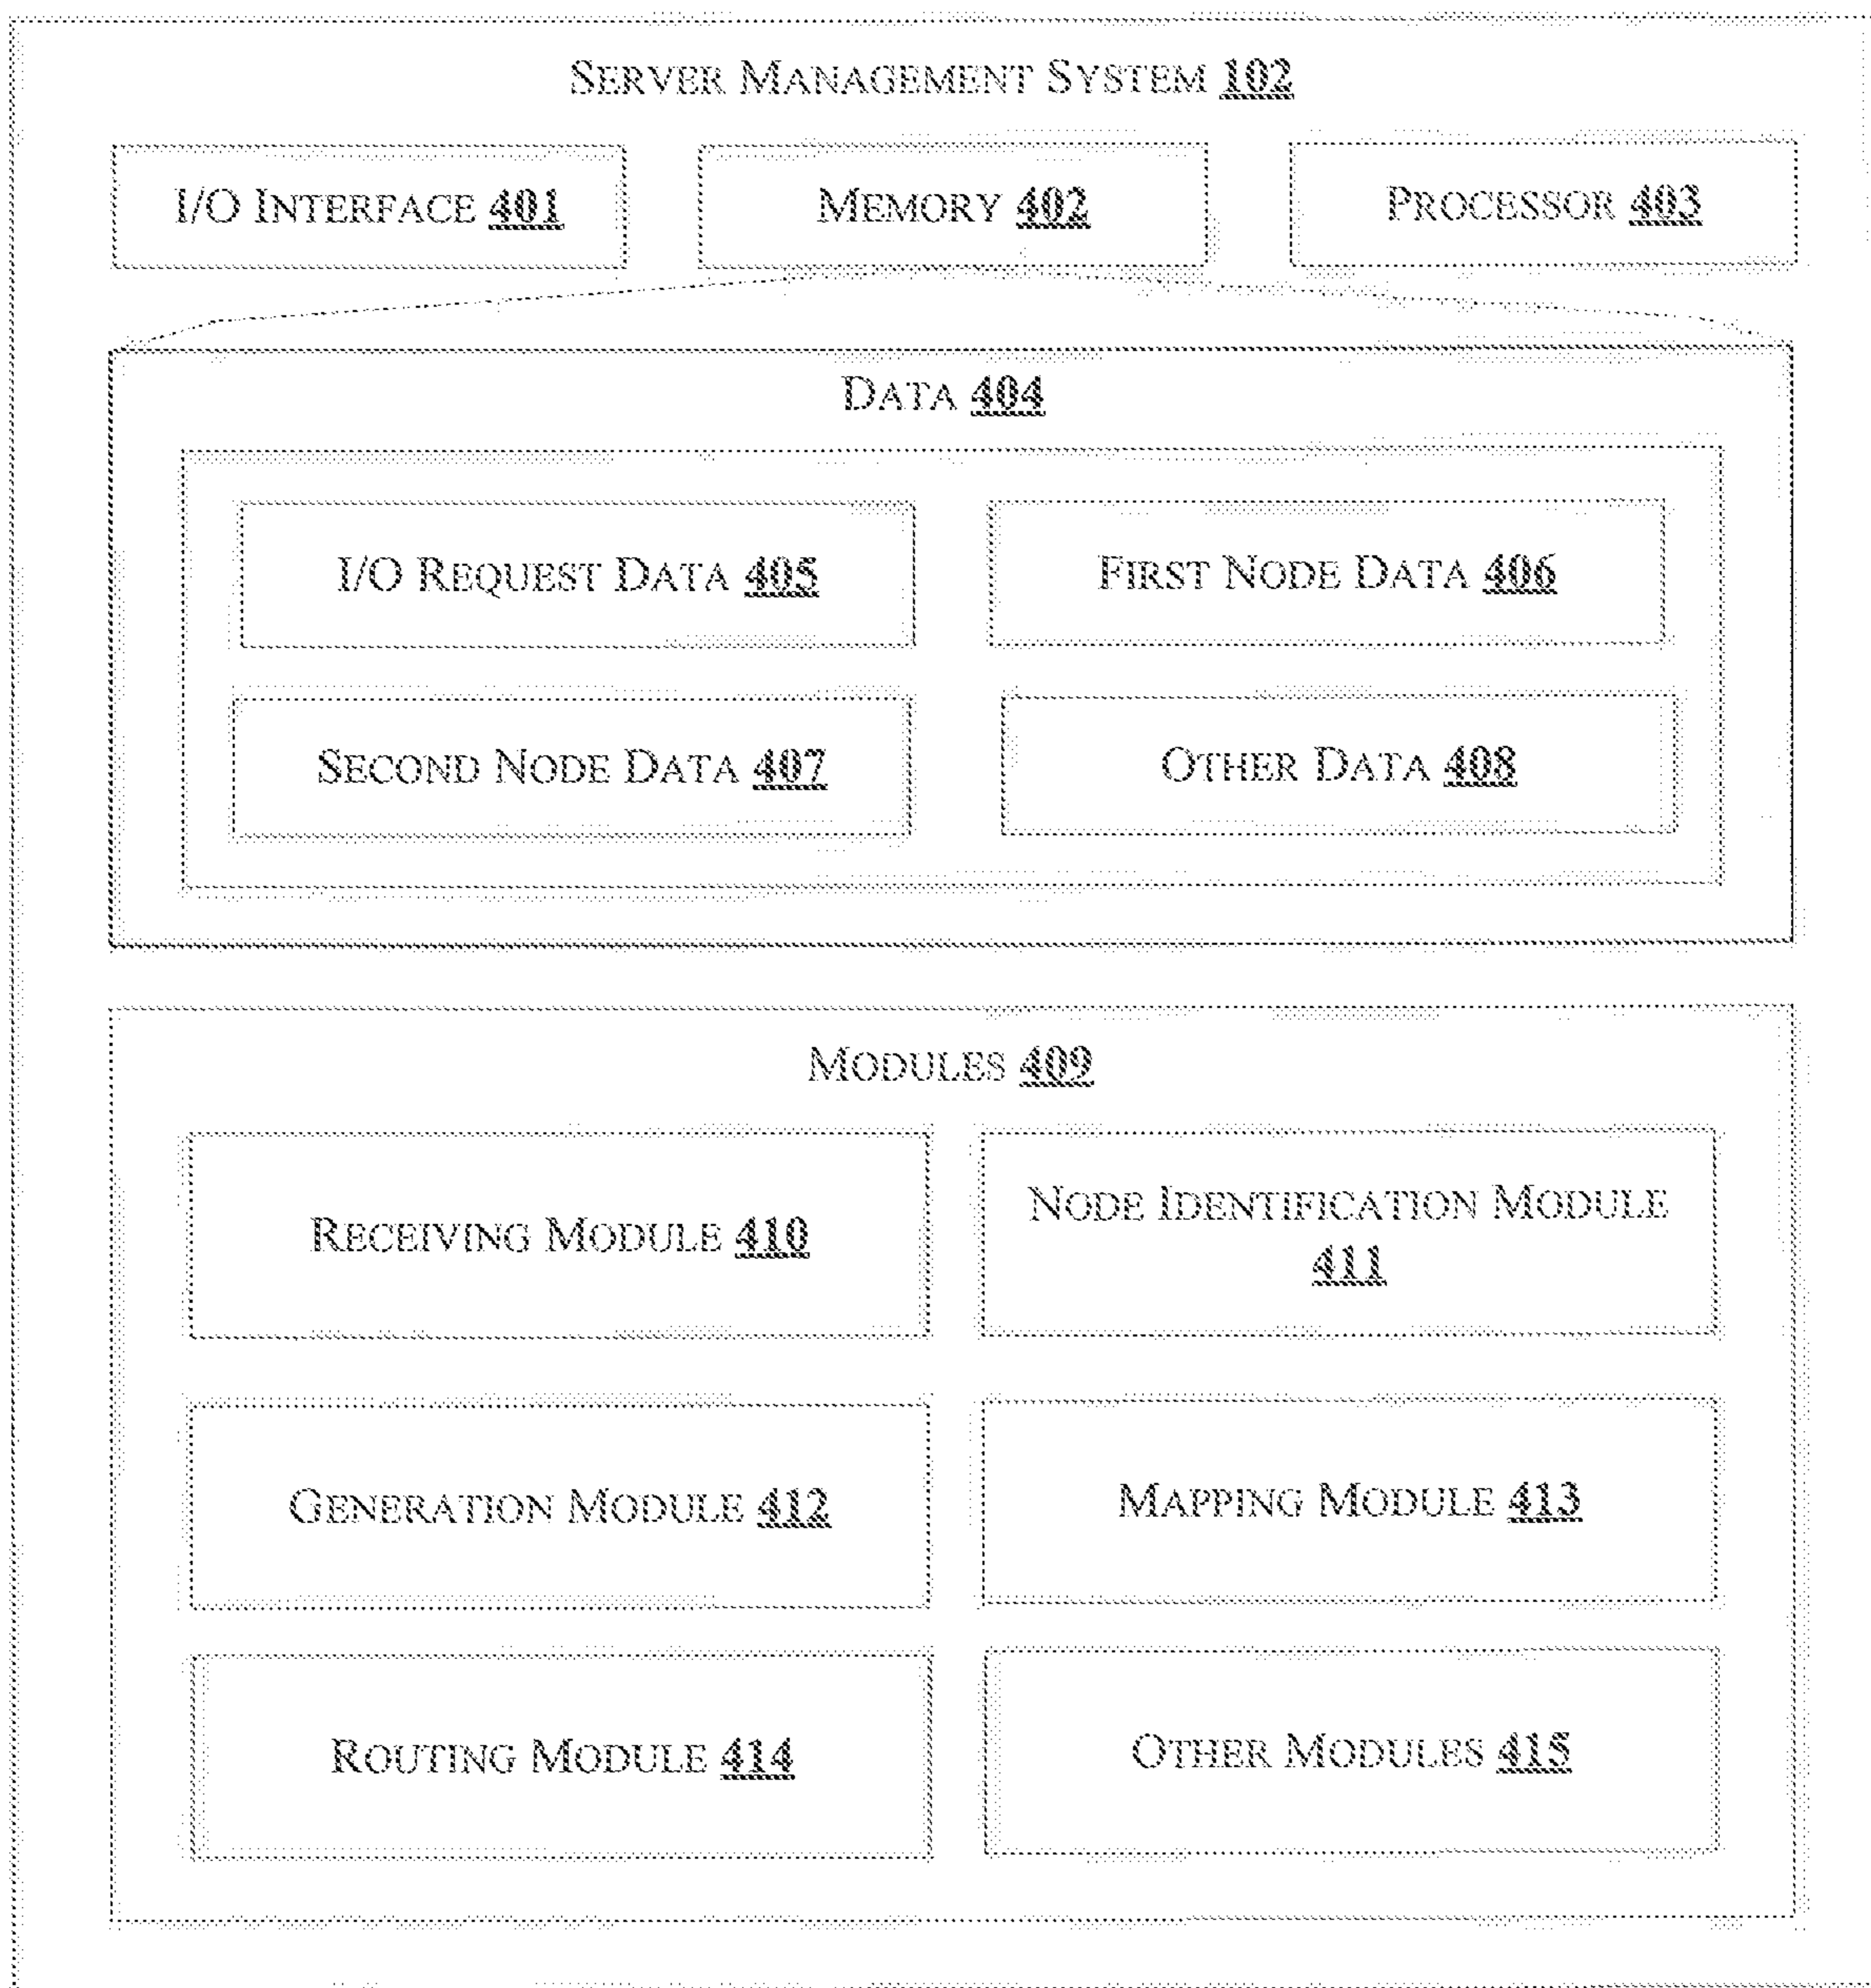 SERVER MANAGEMENT SYSTEM 102
I/O INTERFACE 401
MEMORY 402
PROCESSOR 403
DATA 404
I/O REQUEST DATA 405
FIRST NODE DATA 406
SECOND NODE DATA 407
OTHER DATA 408
MODULES 409
RECEIVING MODULE 410
NODE IDENTIFICATION MODULE
411
GENERATION MODULE 412
MAPPING MODULE 413
ROUTING MODULE 414
OTHER MODULES 415